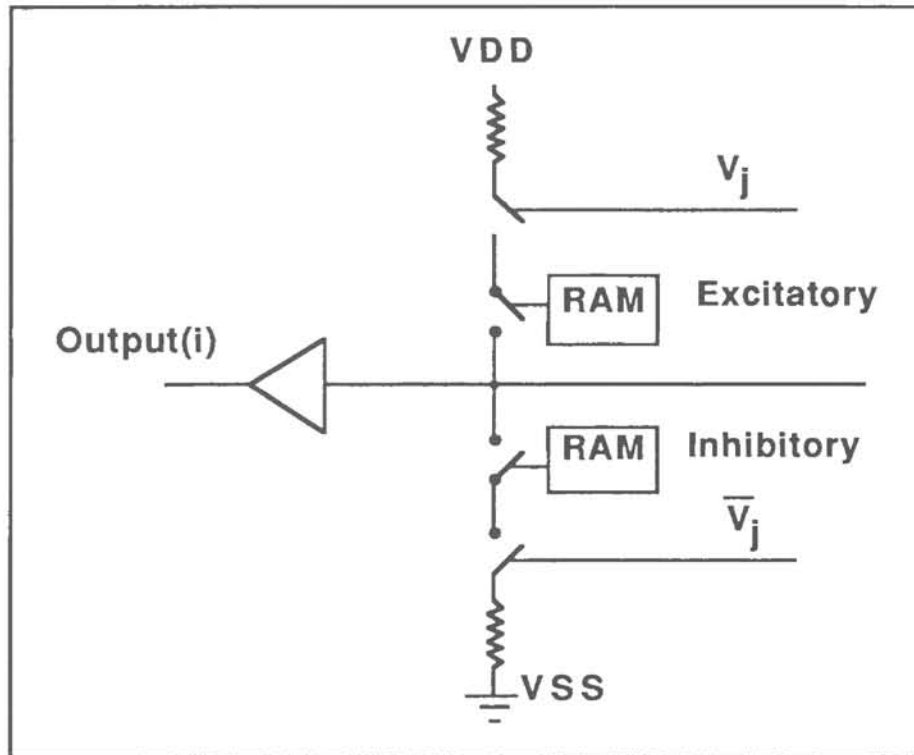 VDD
Vj
RAM Excitatory
Output(i)
RAM Inhibitory
V̅j
VSS